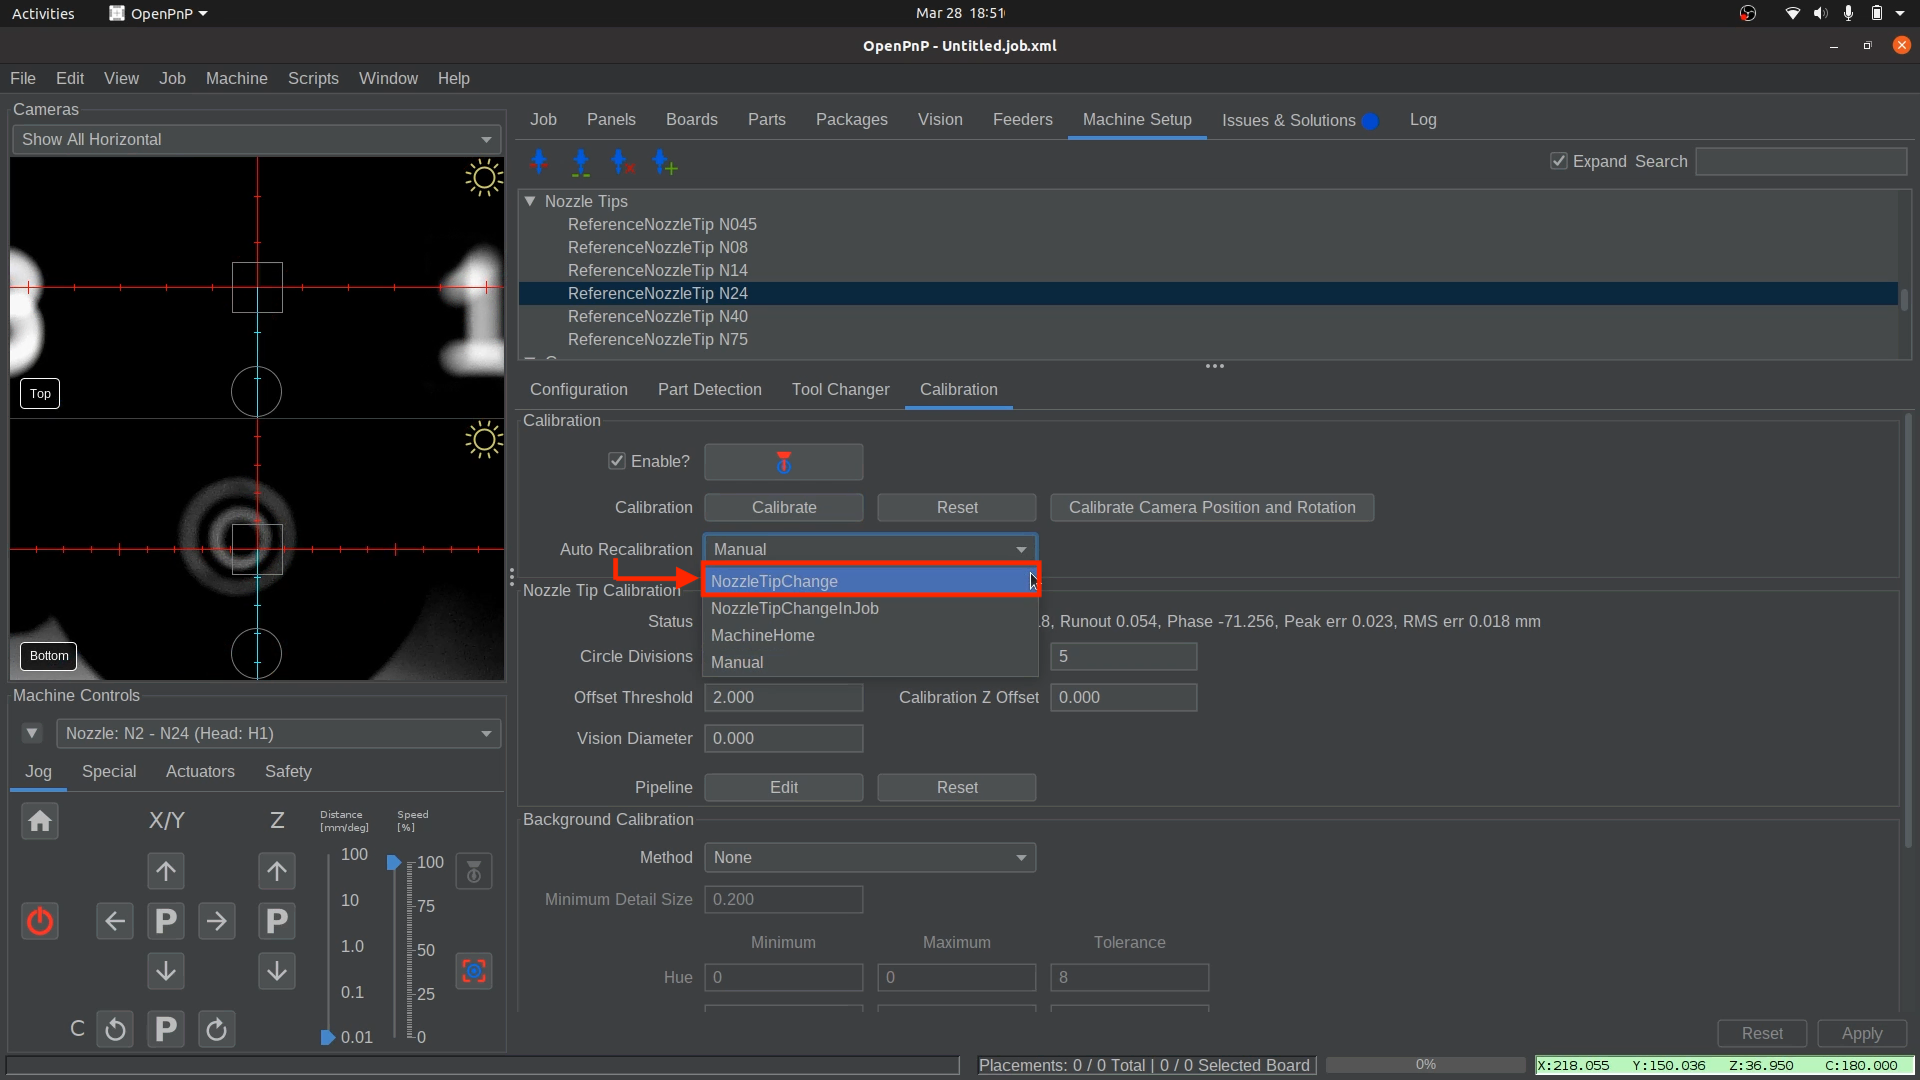 Activities OpenPnP Mar 28 18:51
OpenPnP - Untitled.job.xml
File Edit View Job Machine Scripts Window Help
Cameras
Show All Horizontal
Top
Bottom
Machine Controls
Nozzle: N2 - N24 (Head: H1)
Jog Special Actuators Safety
X/Y Z Distance [mm/deg] Speed [%]
100 100
10 75
1.0 50
0.1 25
0.01 0
P P
C P
Job Panels Boards Parts Packages Vision Feeders Machine Setup Issues & Solutions Log
Expand Search
Nozzle Tips
ReferenceNozzleTip N045
ReferenceNozzleTip N08
ReferenceNozzleTip N14
ReferenceNozzleTip N24
ReferenceNozzleTip N40
ReferenceNozzleTip N75
Configuration Part Detection Tool Changer Calibration
Calibration
Enable?
Calibration Calibrate Reset Calibrate Camera Position and Rotation
Auto Recalibration Manual
NozzleTipChange
NozzleTipChangeInJob
MachineHome
Manual
Nozzle Tip Calibration
Status 8, Runout 0.054, Phase -71.256, Peak err 0.023, RMS err 0.018 mm
Circle Divisions 5
Offset Threshold 2.000 Calibration Z Offset 0.000
Vision Diameter 0.000
Pipeline Edit Reset
Background Calibration
Method None
Minimum Detail Size 0.200
Minimum Maximum Tolerance
Hue 0 0 8
Reset Apply
Placements: 0 / 0 Total | 0 / 0 Selected Board 0% X:218.055 Y:150.036 Z:36.950 C:180.000